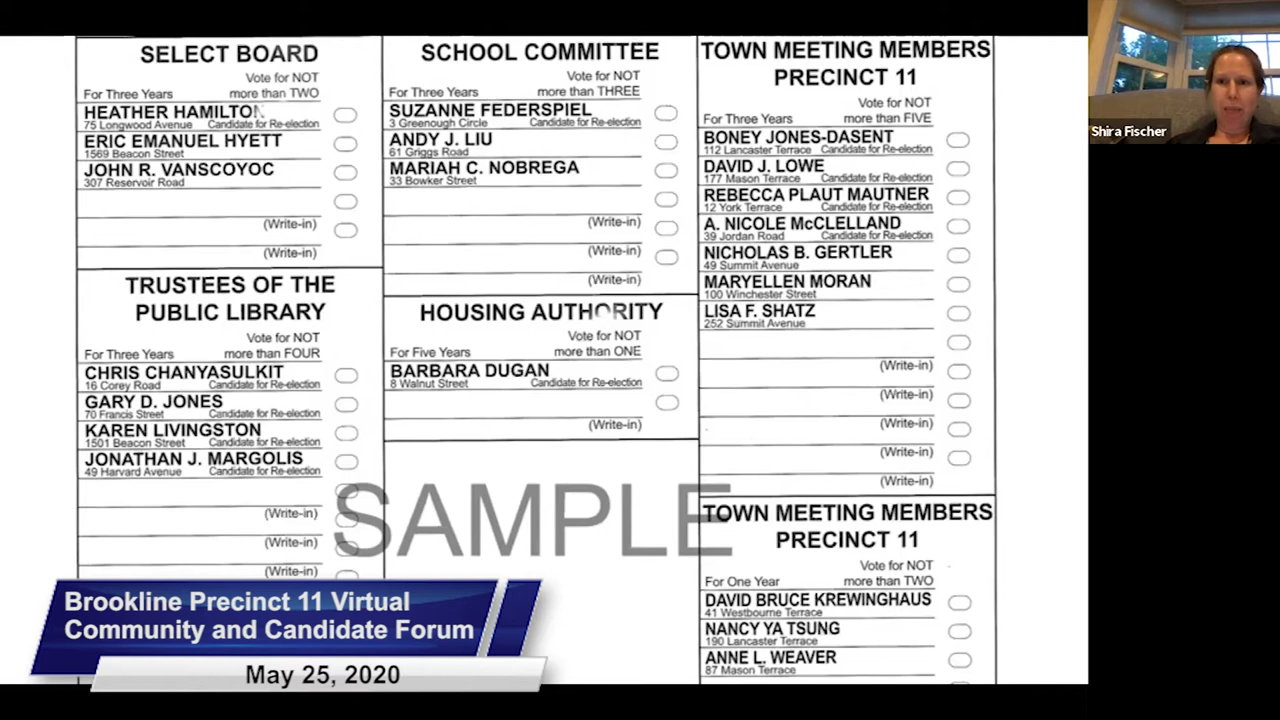 SELECT BOARD
Vote for NOT
For Three Years more than TWO
HEATHER HAMILTON
75 Longwood Avenue Candidate for Re-election
ERIC EMANUEL HYETT
1569 Beacon Street
JOHN R. VANSCOYOC
307 Reservoir Road
(Write-in)
(Write-in)
TRUSTEES OF THE
PUBLIC LIBRARY
Vote for NOT
For Three Years more than FOUR
CHRIS CHANYASULKIT
16 Corey Road Candidate for Re-election
GARY D. JONES
70 Francis Street Candidate for Re-election
KAREN LIVINGSTON
1501 Beacon Street Candidate for Re-election
JONATHAN J. MARGOLIS
49 Harvard Avenue Candidate for Re-election
(Write-in)
(Write-in)
(Write-in)
SCHOOL COMMITTEE
Vote for NOT
For Three Years more than THREE
SUZANNE FEDERSPIEL
3 Greenough Circle Candidate for Re-election
ANDY J. LIU
61 Griggs Road
MARIAH C. NOBREGA
33 Bowker Street
(Write-in)
(Write-in)
(Write-in)
HOUSING AUTHORITY
Vote for NOT
For Five Years more than ONE
BARBARA DUGAN
8 Walnut Street Candidate for Re-election
(Write-in)
TOWN MEETING MEMBERS
PRECINCT 11
Vote for NOT
For Three Years more than FIVE
BONEY JONES-DASENT
112 Lancaster Terrace Candidate for Re-election
DAVID J. LOWE
177 Mason Terrace Candidate for Re-election
REBECCA PLAUT MAUTNER
12 York Terrace Candidate for Re-election
A. NICOLE McCLELLAND
39 Jordan Road Candidate for Re-election
NICHOLAS B. GERTLER
49 Summit Avenue
MARYELLEN MORAN
100 Winchester Street
LISA F. SHATZ
252 Summit Avenue
(Write-in)
(Write-in)
(Write-in)
(Write-in)
(Write-in)
TOWN MEETING MEMBERS
PRECINCT 11
Vote for NOT
For One Year more than TWO
DAVID BRUCE KREWINGHAUS
41 Westbourne Terrace
NANCY YA TSUNG
190 Lancaster Terrace
ANNE L. WEAVER
87 Mason Terrace
SAMPLE
Shira Fischer
Brookline Precinct 11 Virtual
Community and Candidate Forum
May 25, 2020